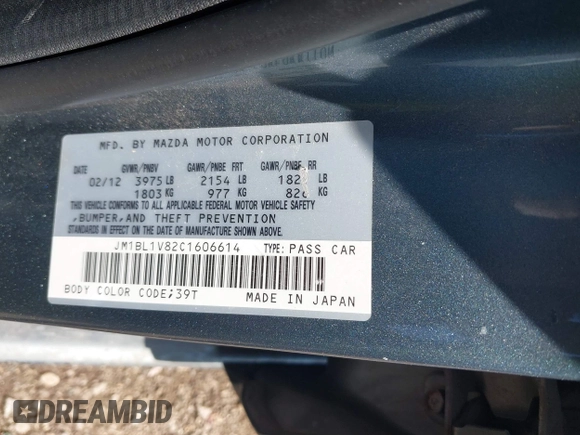 MFD. BY MAZDA MOTOR CORPORATION
DATE GVWR/PNBV GAWR/PNBE FRT GAWR/PNBE RR
02/12 3975 LB 2154 LB LB
1803 KG 977 KG KG
THIS VEHICLE CONFORMS TO ALL APPLICABLE FEDERAL MOTOR VEHICLE SAFETY
,BUMPER,AND THEFT PREVENTION
STANDARDS IN EFFECT ON THE DATE OF MANUFACTURE SHOWN ABOVE.
JM1BL1V82C1606614 TYPE: PASS CAR
BODY COLOR CODE;39T MADE IN JAPAN
DREAMBID